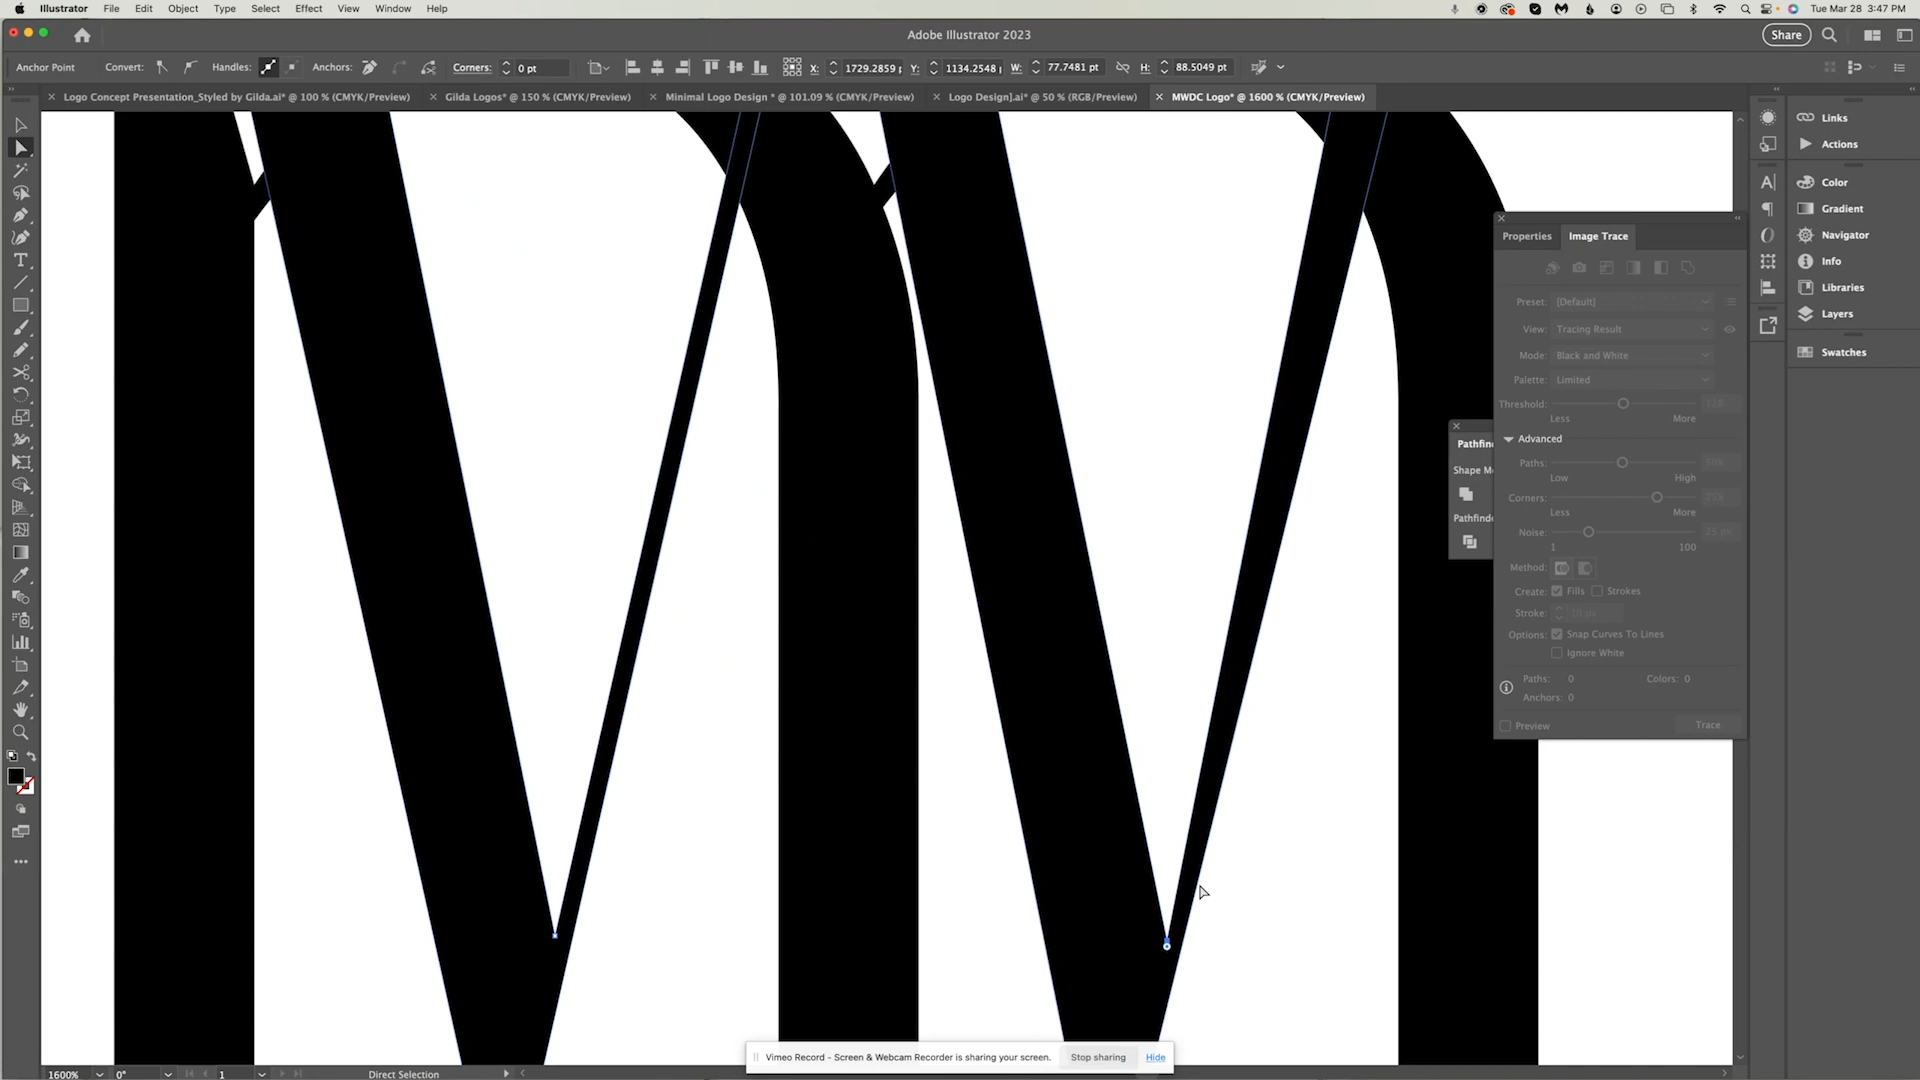 Illustrator File Edit Object Type Select Effect View Window Help
Tue Mar 28 3:47 PM
Adobe Illustrator 2023
Share
Anchor Point Convert: Handles: Anchors: Corners: 0 pt X: 1729.2859 Y: 1134.2548 W: 77.7481 pt H: 88.5049 pt
Logo Concept Presentation_Styled by Gilda.ai* @ 100 % (CMYK/Preview)
Gilda Logos* @ 150 % (CMYK/Preview)
Minimal Logo Design * @ 101.09 % (CMYK/Preview)
Logo Design].ai* @ 50 % (RGB/Preview)
MWDC Logo* @ 1600 % (CMYK/Preview)
Links
Actions
Color
Gradient
Navigator
Info
Libraries
Layers
Swatches
Properties Image Trace
Preset: [Default]
View: Tracing Result
Mode: Black and White
Palette: Limited
Threshold: 128
Less More
Advanced
Paths: 50%
Low High
Corners:
Less More
Noise: 25 px
1 100
Method:
Create: Fills Strokes
Stroke: 10 px
Options: Snap Curves To Lines
Ignore White
Paths: 0 Colors: 0
Anchors: 0
Preview Trace
Pathfin
Shape M
Pathfind
Vimeo Record - Screen & Webcam Recorder is sharing your screen. Stop sharing Hide
1600% 0° 1 Direct Selection